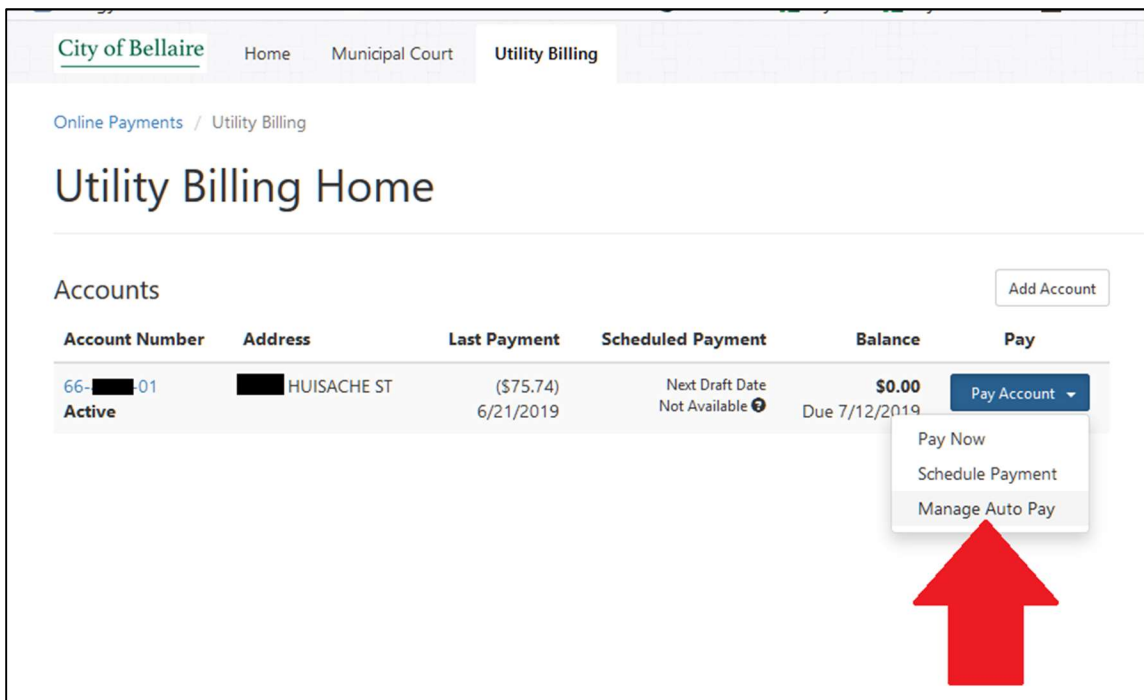 City of Bellaire Home Municipal Court Utility Billing
Online Payments / Utility Billing
Utility Billing Home
Accounts Add Account
Account Number Address Last Payment Scheduled Payment Balance Pay
66- -01 HUISACHE ST ($75.74) Next Draft Date $0.00 Pay Account
Active 6/21/2019 Not Available Due 7/12/2019
Pay Now
Schedule Payment
Manage Auto Pay